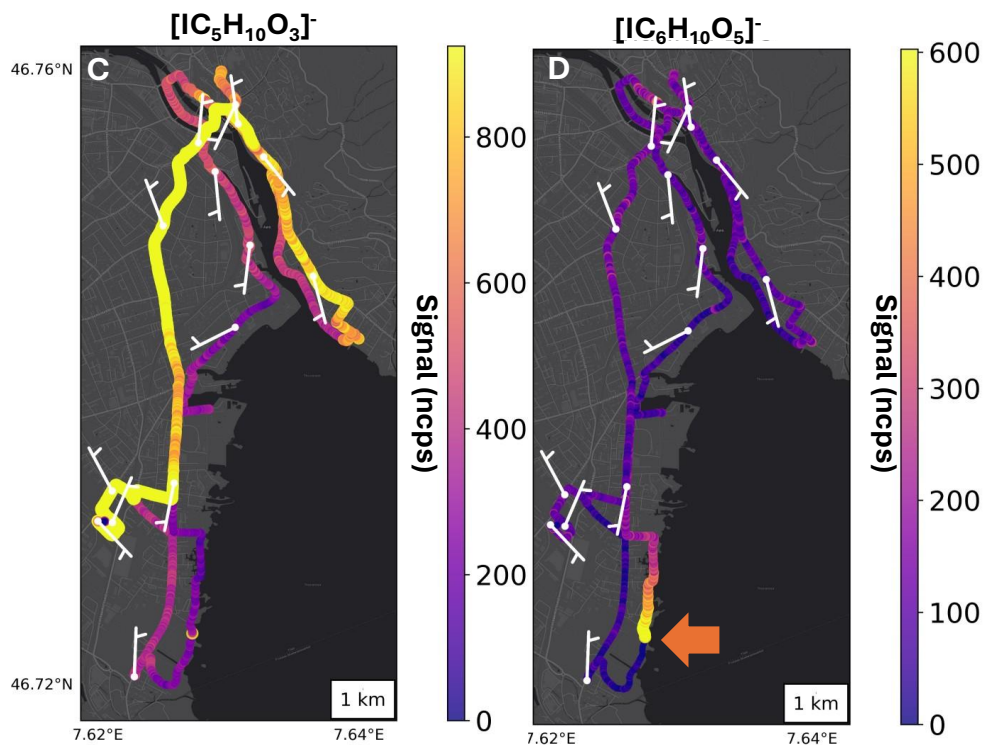 [IC₅H₁₀O₃]⁻
[IC₆H₁₀O₅]⁻
C
D
46.76°N
46.72°N
7.62°E
7.64°E
7.62°E
7.64°E
1 km
1 km
800
600
400
200
0
Signal (ncps)
600
500
400
300
200
100
0
Signal (ncps)